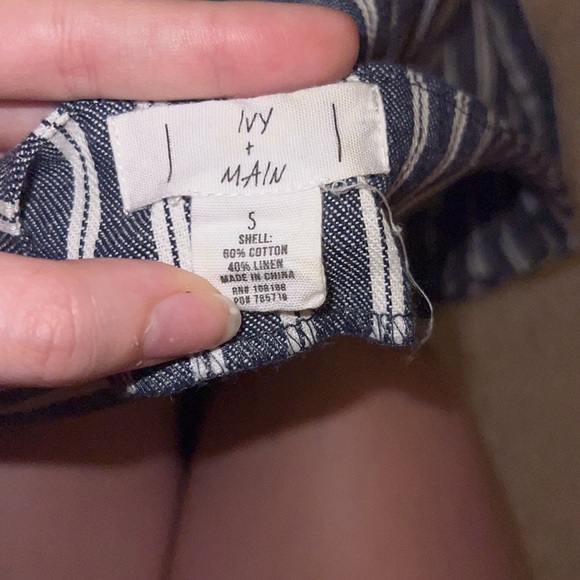 IVY
+
MAIN
S
SHELL:
60% COTTON
40% LINEN
MADE IN CHINA
RN# 108188
PO# 785719